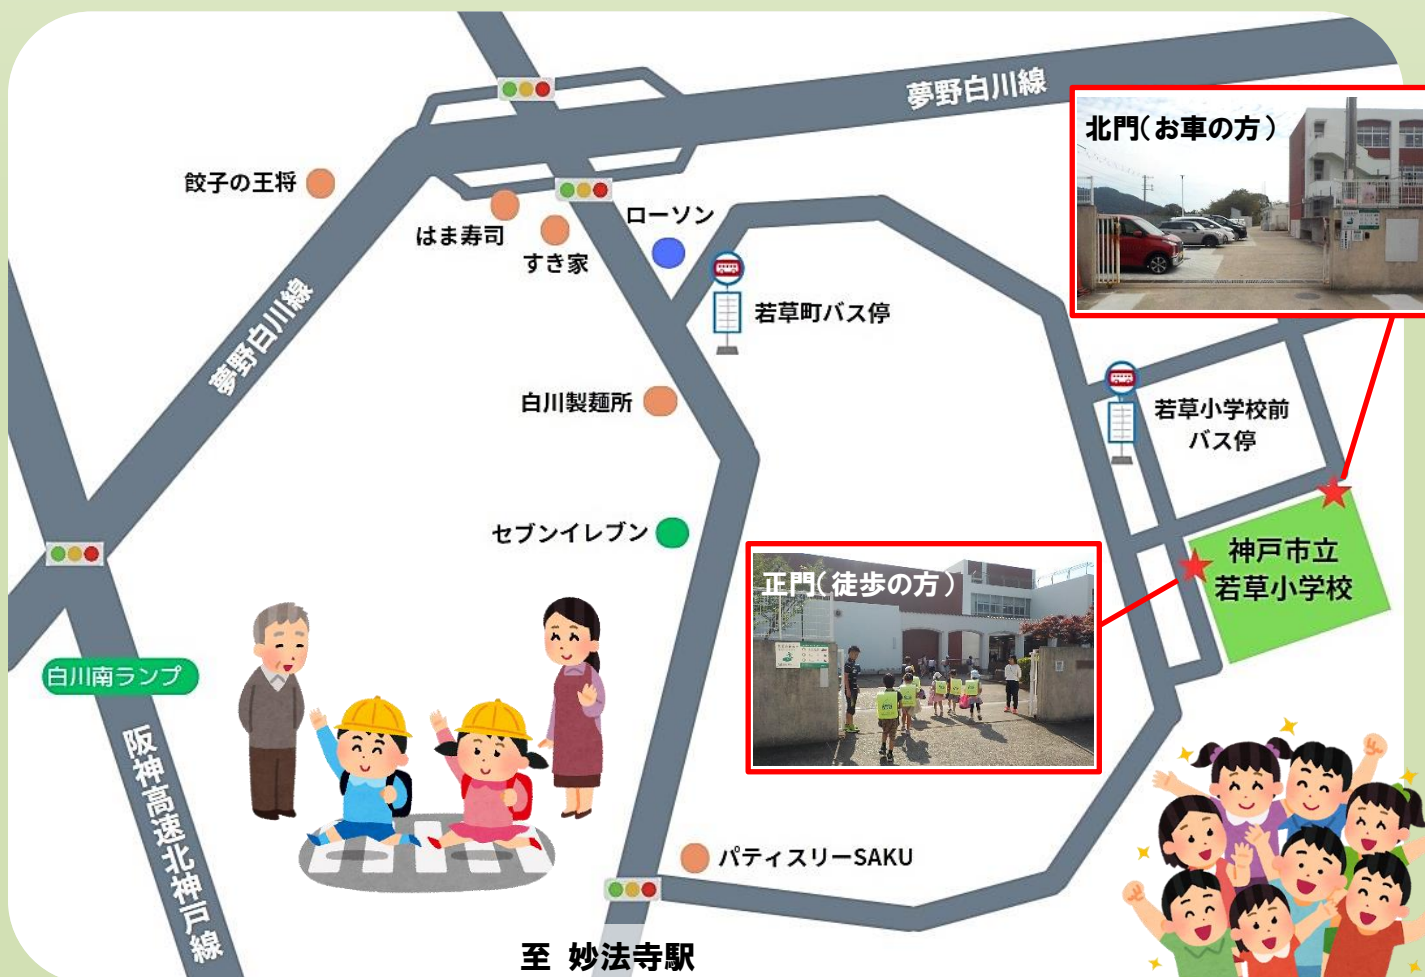 夢野白川線
北門(お車の方)
餃子の王将
はま寿司
すき家
ローソン
若草町バス停
夢野白川線
白川製麺所
若草小学校前
バス停
セブンイレブン
正門(徒歩の方)
神戸市立
若草小学校
白川南ランプ
阪神高速北神戸線
パティスリーSAKU
至 妙法寺駅